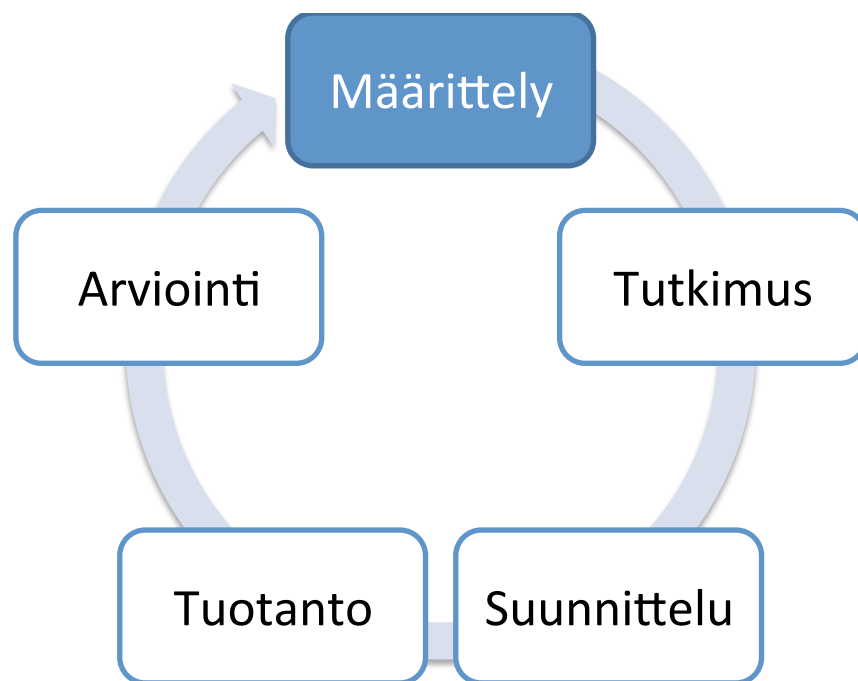 Määrittely
Tutkimus
Suunnittelu
Tuotanto
Arviointi